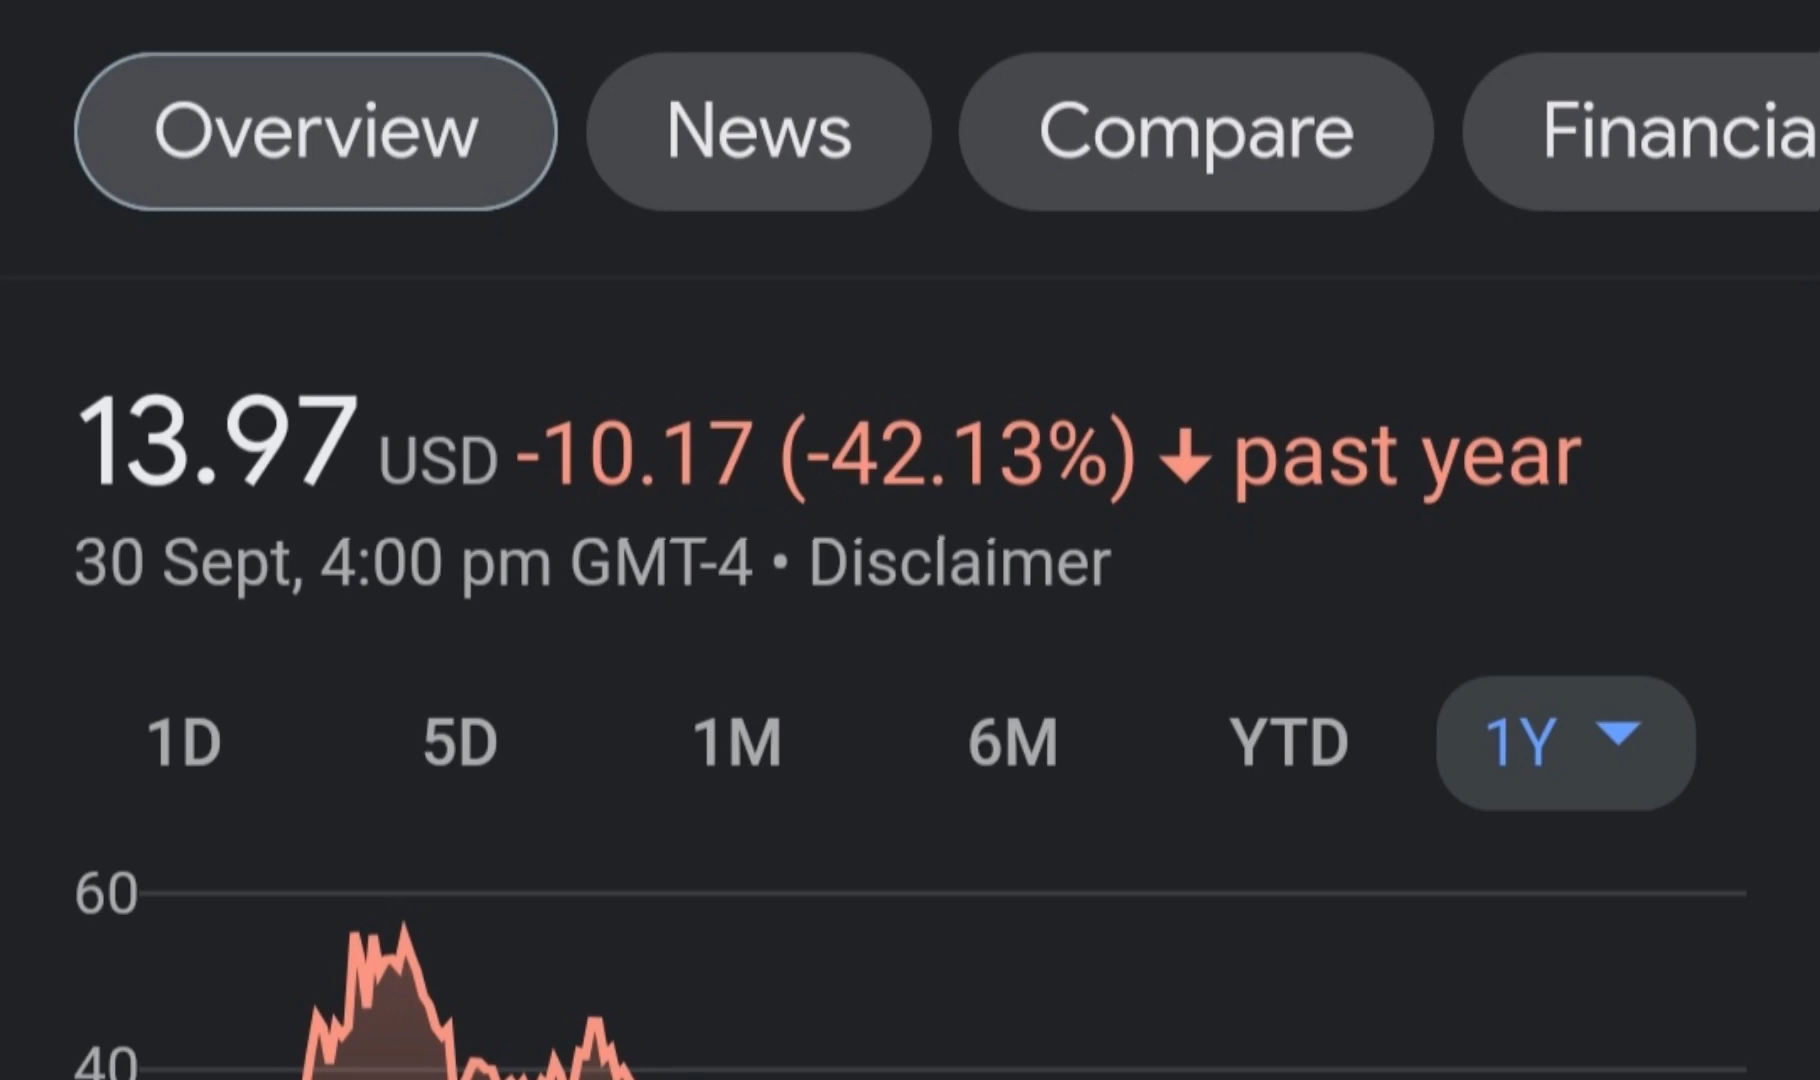 Overview News Compare Financia
13.97 USD -10.17 (-42.13%) ↓ past year
30 Sept, 4:00 pm GMT-4 • Disclaimer
1D 5D 1M 6M YTD 1Y
60
40